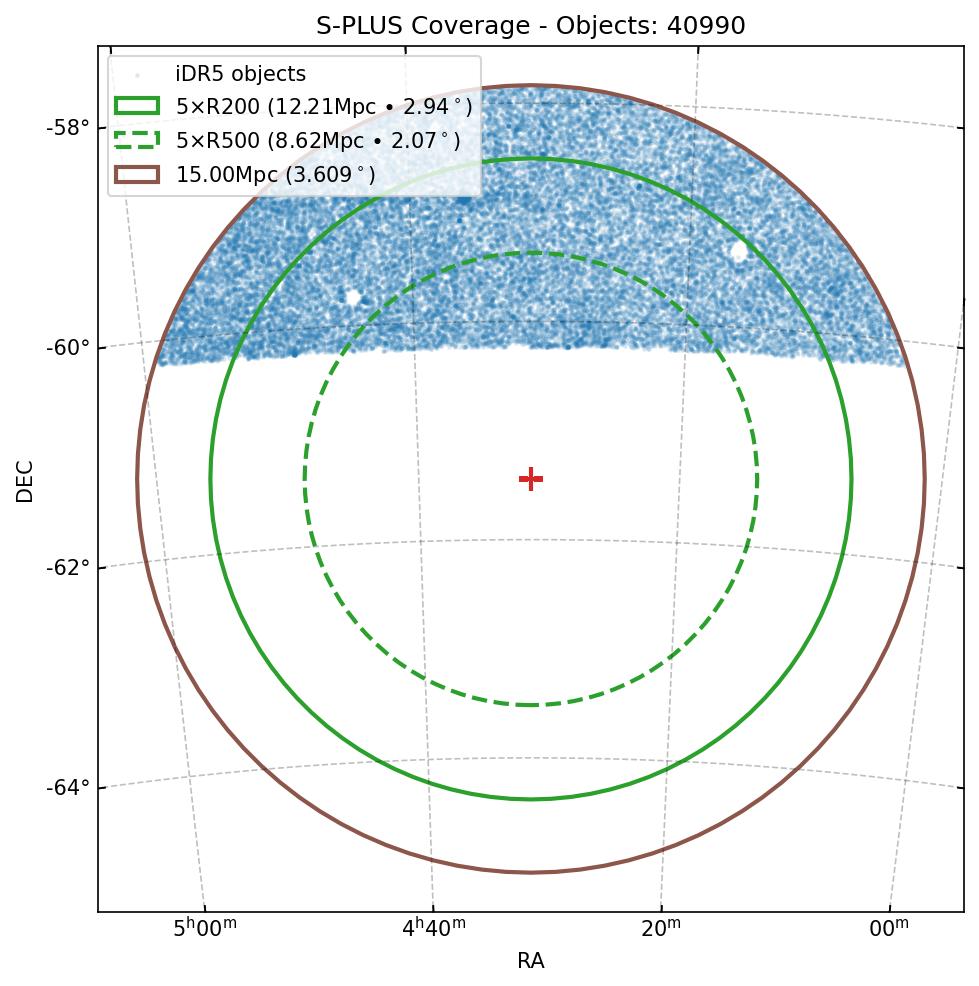 S-PLUS Coverage - Objects: 40990
iDR5 objects
5×R200 (12.21Mpc • 2.94°)
5×R500 (8.62Mpc • 2.07°)
15.00Mpc (3.609°)
-58°
-60°
-62°
-64°
DEC
5h00m 4h40m 20m 00m
RA